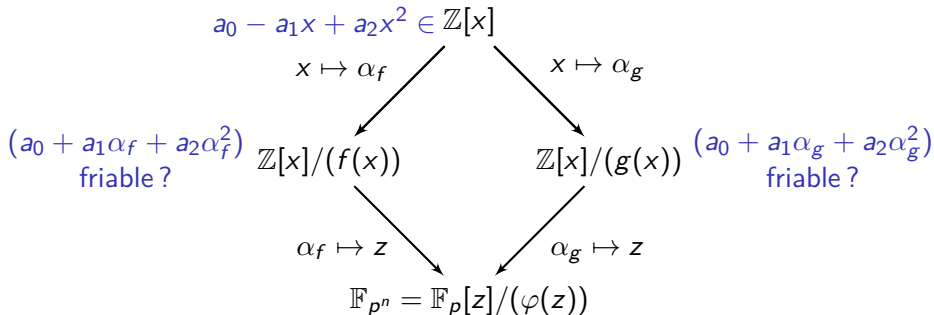 a₀ − a₁x + a₂x² ∈ ℤ[x]
x ↦ α_f x ↦ α_g
(a₀ + a₁α_f + a₂α_f²) ℤ[x]/(f(x)) ℤ[x]/(g(x)) (a₀ + a₁α_g + a₂α_g²)
friable ? friable ?
α_f ↦ z α_g ↦ z
𝔽_{pⁿ} = 𝔽_p[z]/(φ(z))